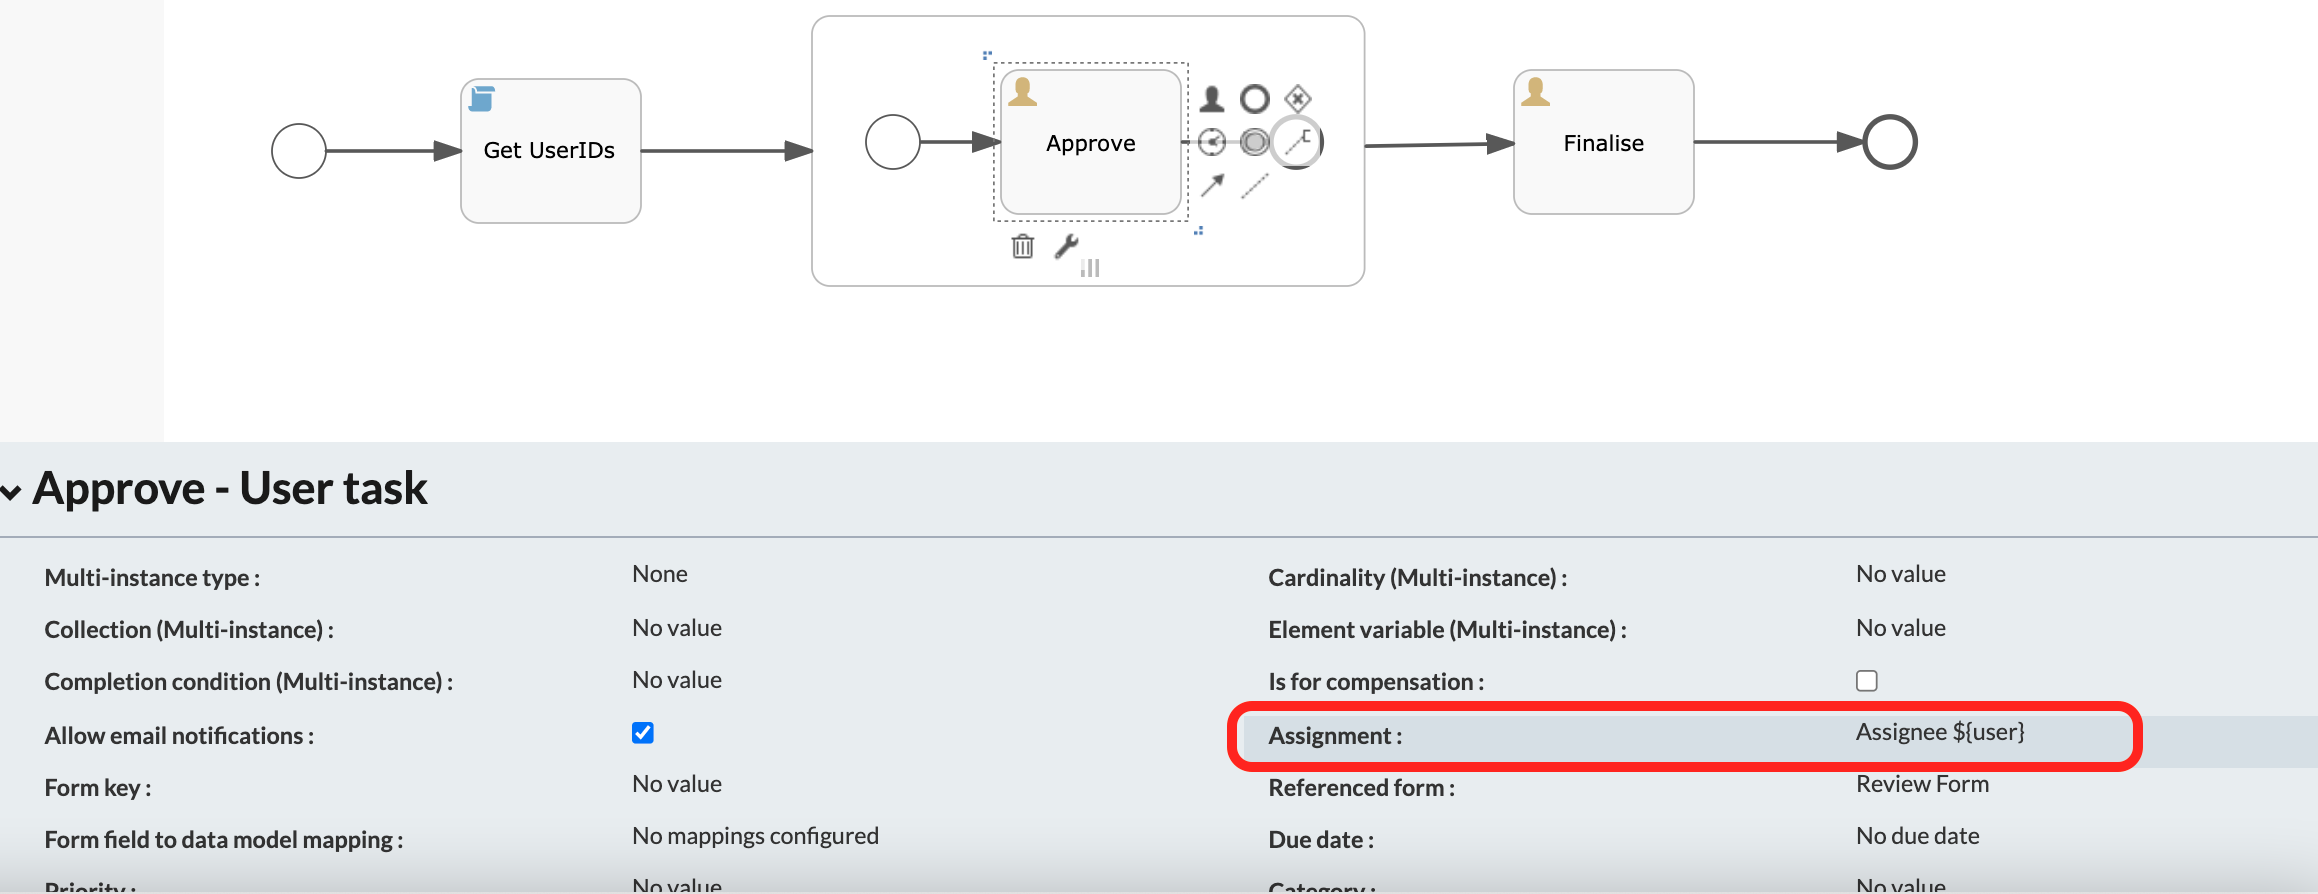 Get UserIDs
Approve
Finalise
Approve - User task
Multi-instance type : None Cardinality (Multi-instance) : No value
Collection (Multi-instance) : No value Element variable (Multi-instance) : No value
Completion condition (Multi-instance) : No value Is for compensation :
Allow email notifications : Assignment : Assignee ${user}
Form key : No value Referenced form : Review Form
Form field to data model mapping : No mappings configured Due date : No due date
Priority : No value Category : No value